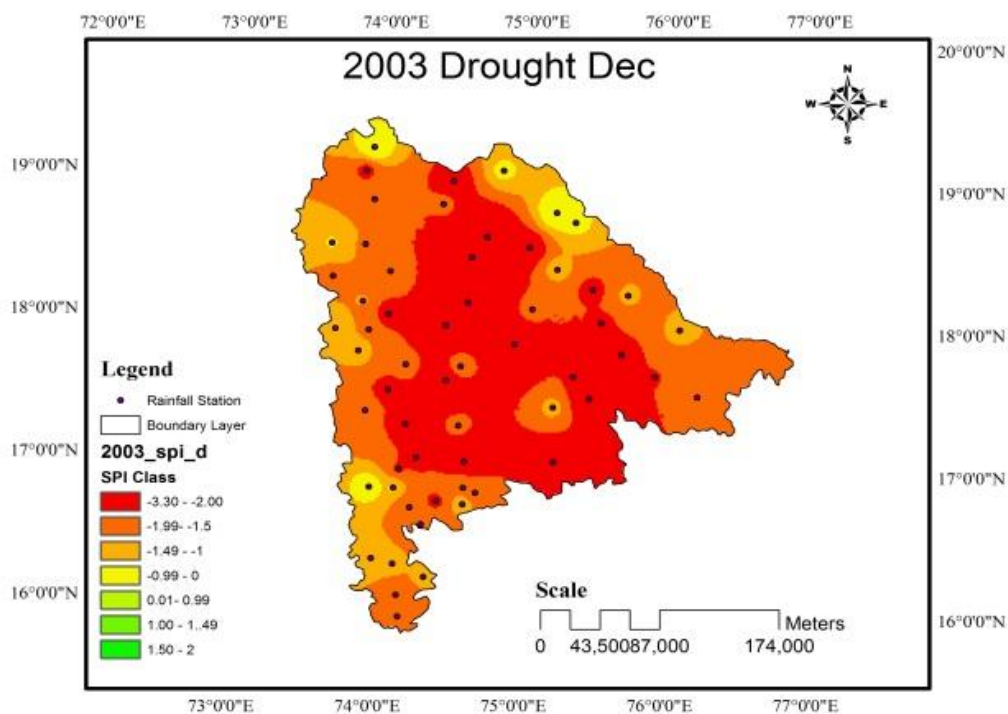 72°0'0"E 73°0'0"E 74°0'0"E 75°0'0"E 76°0'0"E 77°0'0"E
20°0'0"N
2003 Drought Dec
N
W E
S
19°0'0"N
19°0'0"N
18°0'0"N
18°0'0"N
17°0'0"N
17°0'0"N
16°0'0"N
16°0'0"N
Legend
Rainfall Station
Boundary Layer
2003_spi_d
SPI Class
-3.30 - -2.00
-1.99- -1.5
-1.49 - -1
-0.99 - 0
0.01- 0.99
1.00 - 1..49
1.50 - 2
Scale
Meters
0 43,50087,000 174,000
73°0'0"E 74°0'0"E 75°0'0"E 76°0'0"E 77°0'0"E